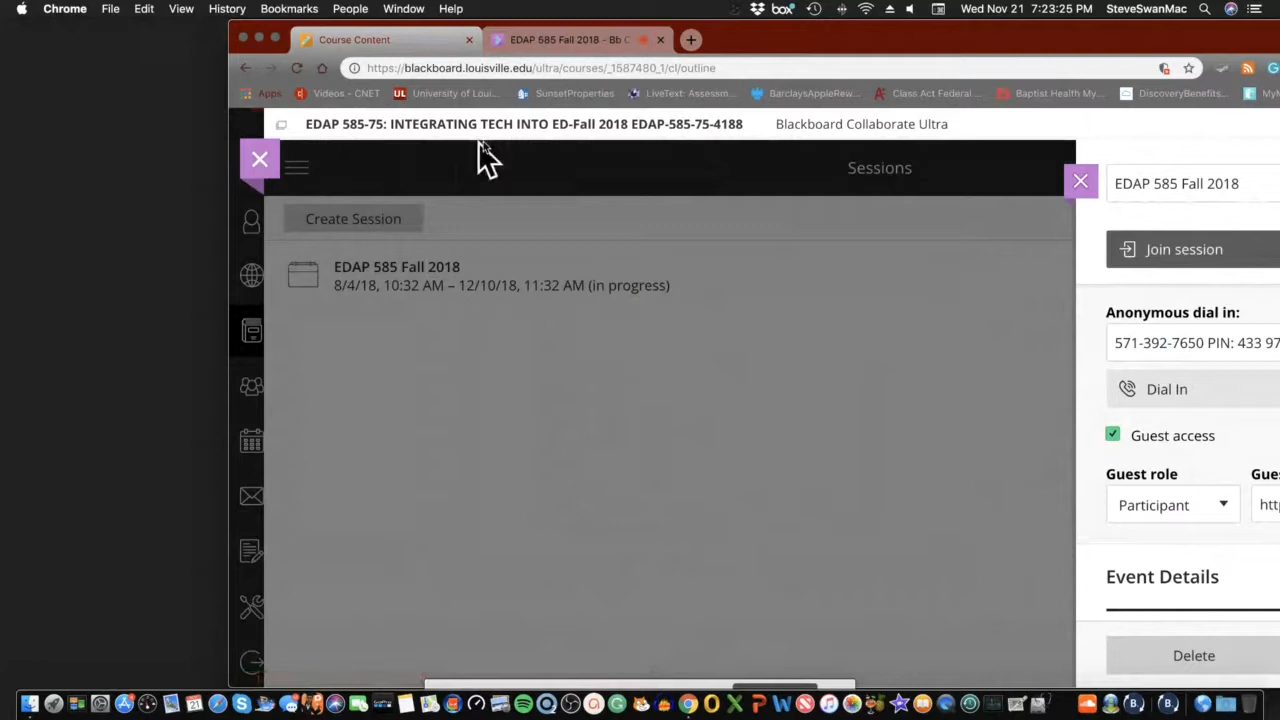 Chrome File Edit View History Bookmarks People Window Help
box Wed Nov 21 7:23:25 PM SteveSwanMac
Course Content EDAP 585 Fall 2018 - Bb C
https://blackboard.louisville.edu/ultra/courses/_1587480_1/cl/outline
Apps Videos - CNET UL University of Loui... SunsetProperties LiveText: Assessm... BarclaysAppleRew... Class Act Federal... Baptist Health My... DiscoveryBenefits... MyM
EDAP 585-75: INTEGRATING TECH INTO ED-Fall 2018 EDAP-585-75-4188 Blackboard Collaborate Ultra
Sessions
EDAP 585 Fall 2018
Create Session
Join session
EDAP 585 Fall 2018
8/4/18, 10:32 AM – 12/10/18, 11:32 AM (in progress)
Anonymous dial in:
571-392-7650 PIN: 433 97
Dial In
Guest access
Guest role Gues
Participant http
Event Details
Delete